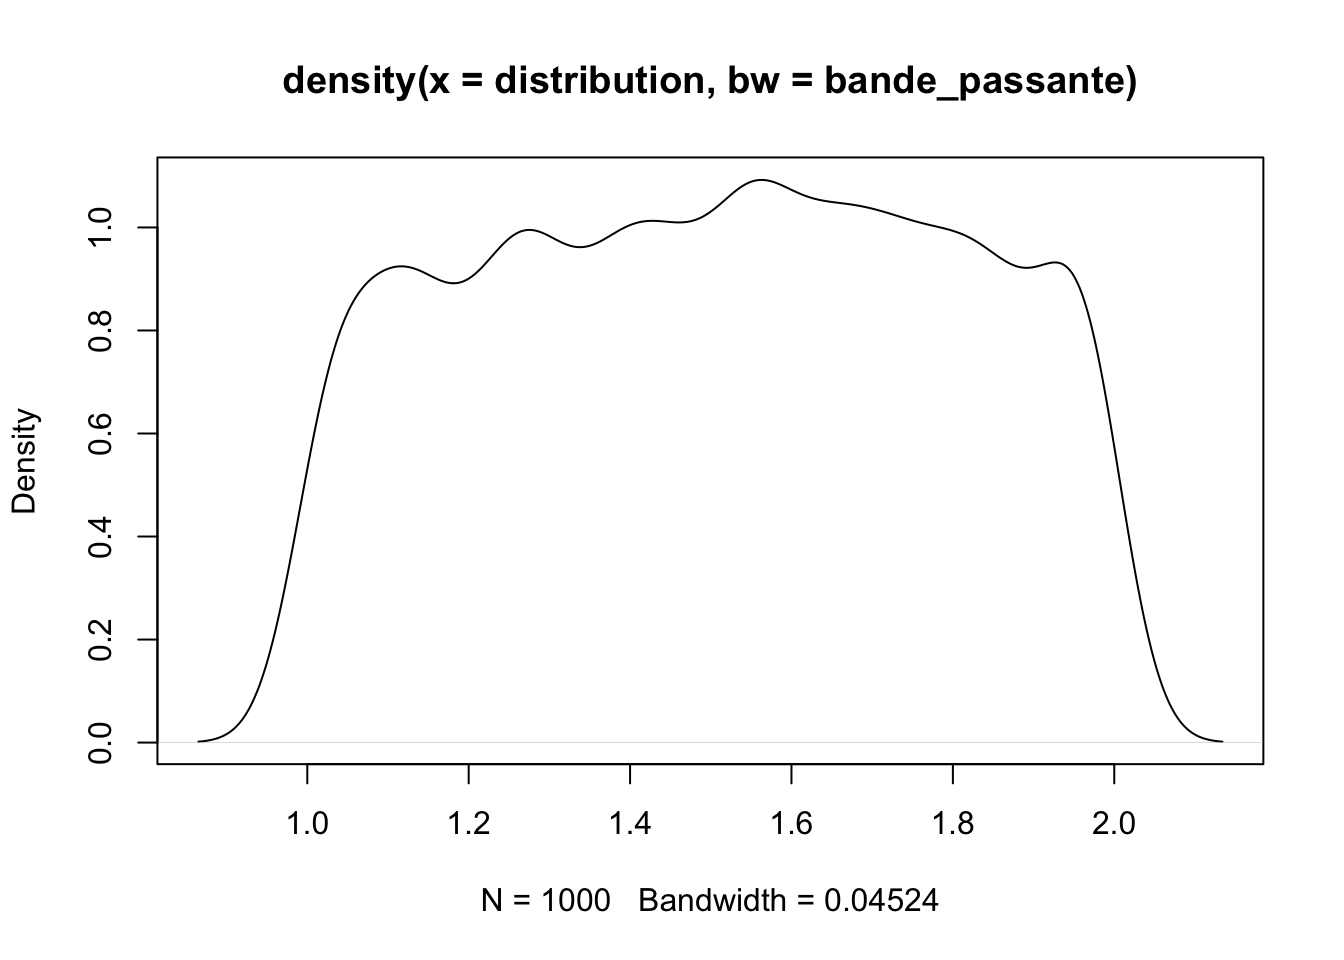 density(x = distribution, bw = bande_passante)
Density
0.0 0.2 0.4 0.6 0.8 1.0
1.0 1.2 1.4 1.6 1.8 2.0
N = 1000 Bandwidth = 0.04524